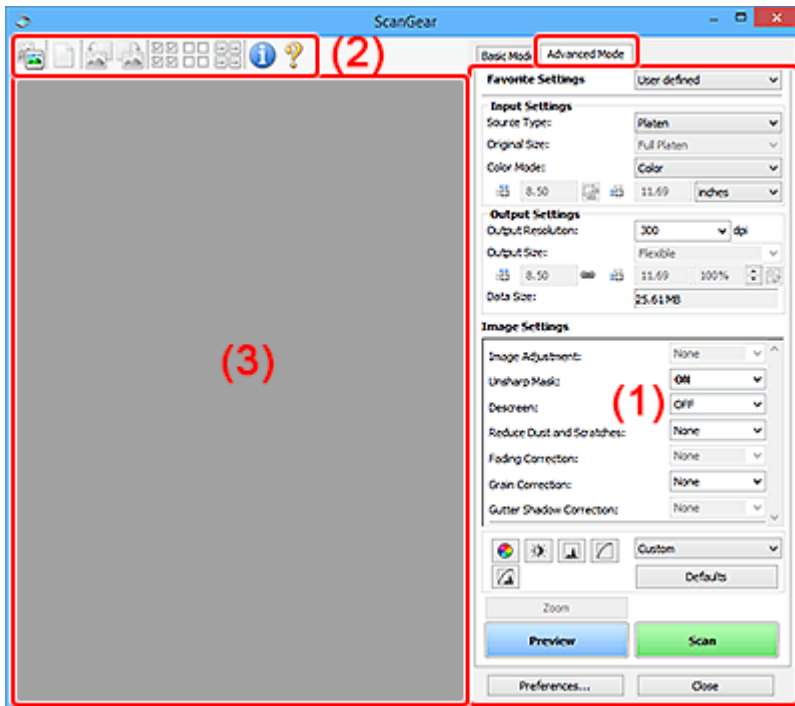 ScanGear
(2)
Basic Mode Advanced Mode
Favorite Settings User defined
Input Settings
Source Type: Platen
Original Size: Full Platen
Color Mode: Color
8.50 11.69 inches
Output Settings
Output Resolution: 300 dpi
Output Size: Flexible
8.50 11.69 100%
Data Size: 25.61MB
Image Settings
(3)
Image Adjustment: None
Unsharp Mask: ON
(1)
Descreen: OFF
Reduce Dust and Scratches: None
Fading Correction: None
Grain Correction: None
Gutter Shadow Correction: None
Custom
Defaults
Zoom
Preview Scan
Preferences... Close